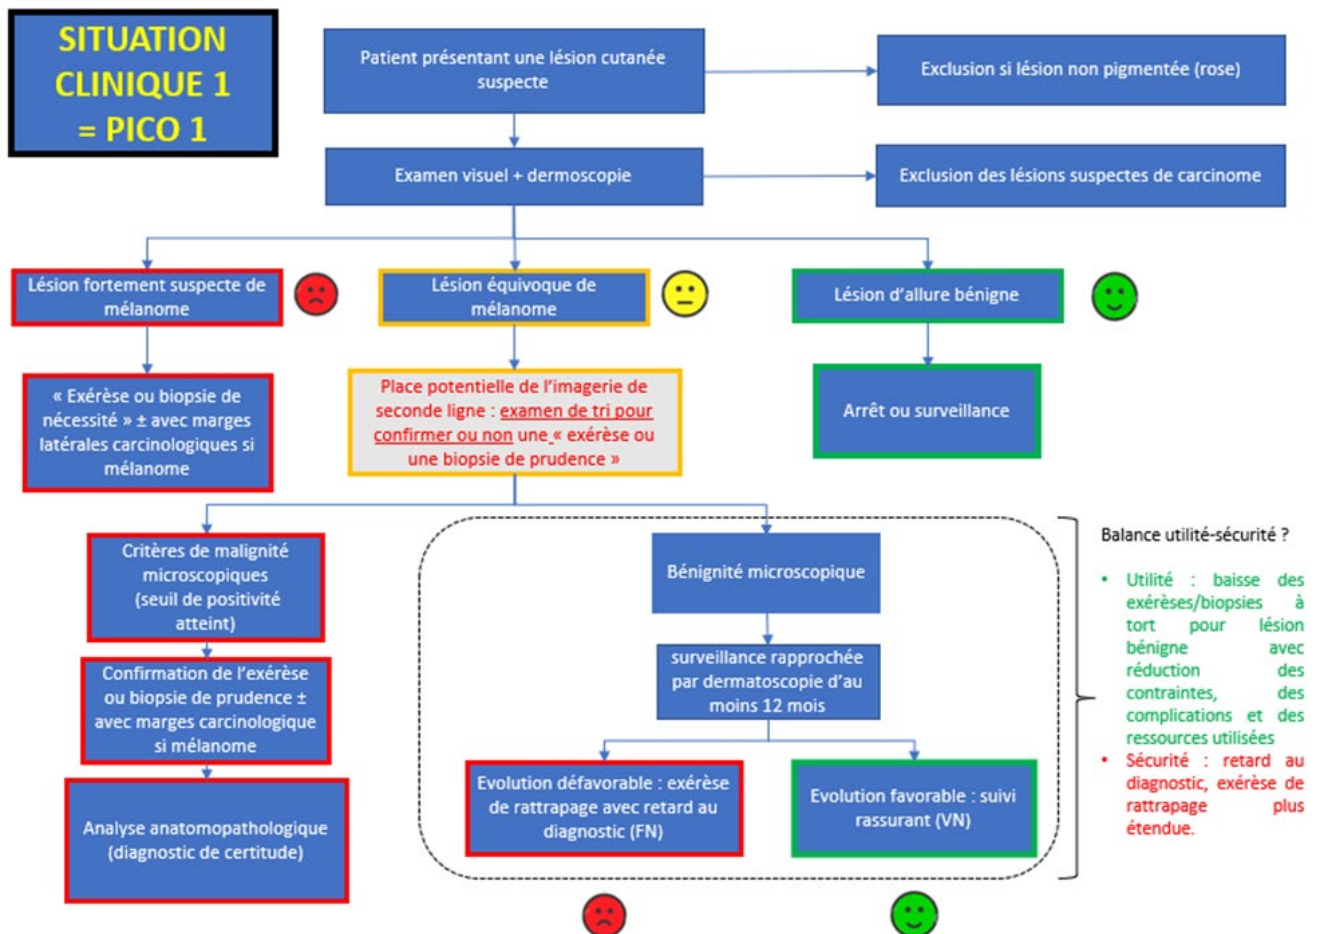 SITUATION
CLINIQUE 1
= PICO 1
Patient présentant une lésion cutanée
suspecte
Exclusion si lésion non pigmentée (rose)
Examen visuel + dermoscopie
Exclusion des lésions suspectes de carcinome
Lésion fortement suspecte de
mélanome
Lésion équivoque de
mélanome
Lésion d’allure bénigne
« Exérèse ou biopsie de
nécessité » ± avec marges
latérales carcinologiques si
mélanome
Place potentielle de l’imagerie de
seconde ligne : examen de tri pour
confirmer ou non une « exérèse ou
une biopsie de prudence »
Arrêt ou surveillance
Critères de malignité
microscopiques
(seuil de positivité
atteint)
Confirmation de l’exérèse
ou biopsie de prudence ±
avec marges carcinologique
si mélanome
Analyse anatomopathologique
(diagnostic de certitude)
Bénignité microscopique
surveillance rapprochée
par dermatoscopie d’au
moins 12 mois
Evolution défavorable : exérèse
de rattrapage avec retard au
diagnostic (FN)
Evolution favorable : suivi
rassurant (VN)
Balance utilité-sécurité ?
• Utilité : baisse des
exérèses/biopsies à
tort pour lésion
bénigne avec
réduction des
contraintes, des
complications et des
ressources utilisées
• Sécurité : retard au
diagnostic, exérèse de
rattrapage plus
étendue.